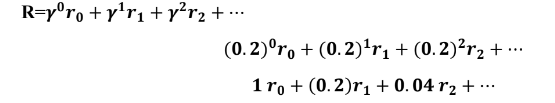 R=γ⁰r₀ + γ¹r₁ + γ²r₂ + ⋯
(0.2)⁰r₀ + (0.2)¹r₁ + (0.2)²r₂ + ⋯
1 r₀ + (0.2)r₁ + 0.04 r₂ + ⋯